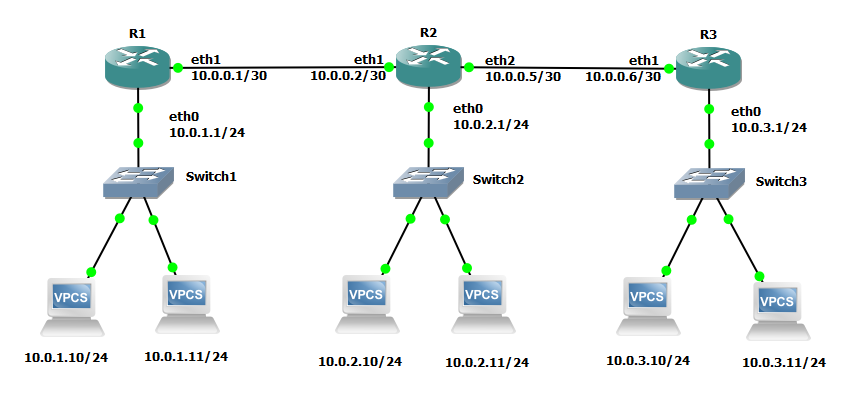 R1
R2
R3
eth1
10.0.0.1/30
eth1
10.0.0.2/30
eth2
10.0.0.5/30
eth1
10.0.0.6/30
eth0
10.0.1.1/24
eth0
10.0.2.1/24
eth0
10.0.3.1/24
Switch1
Switch2
Switch3
VPCS
VPCS
VPCS
VPCS
VPCS
VPCS
10.0.1.10/24
10.0.1.11/24
10.0.2.10/24
10.0.2.11/24
10.0.3.10/24
10.0.3.11/24